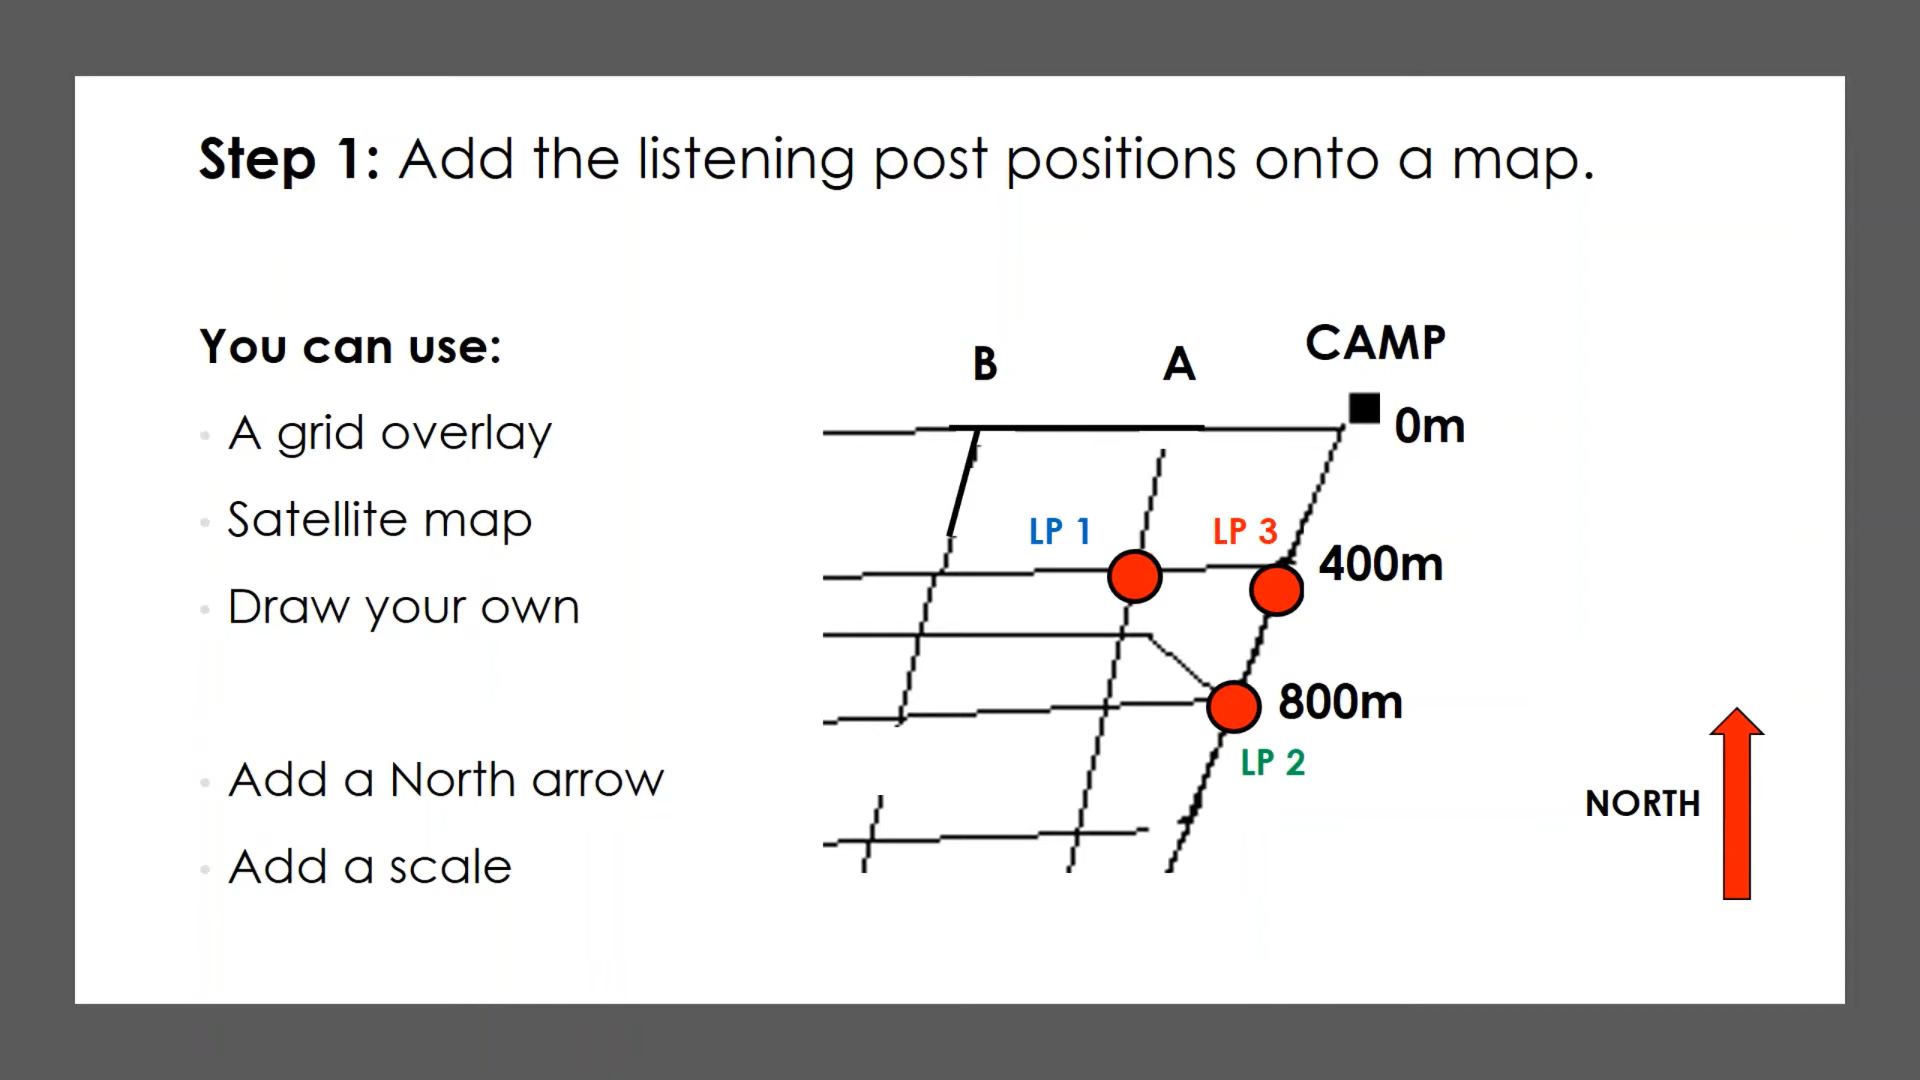 Step 1: Add the listening post positions onto a map.
You can use:
A grid overlay
Satellite map
Draw your own
Add a North arrow
Add a scale
B
A
CAMP
0m
LP 1
LP 3
400m
800m
LP 2
NORTH